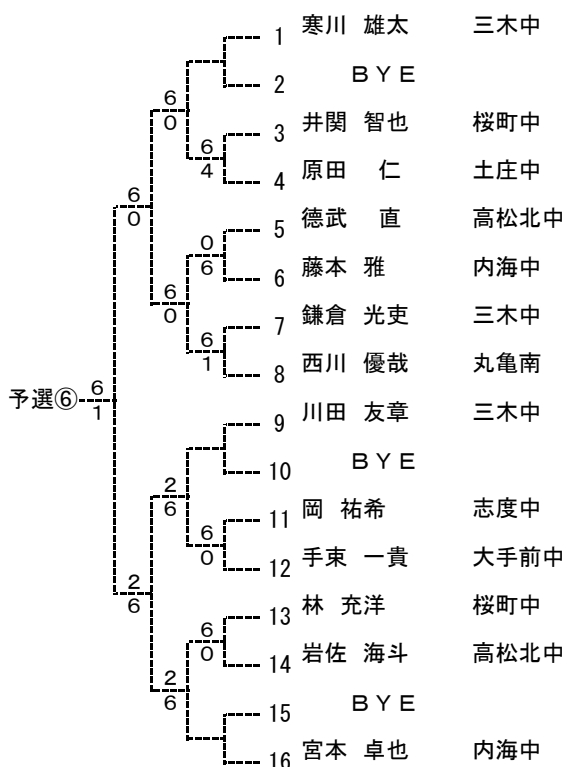 1 寒川 雄太 三木中
2 ＢＹＥ
6
0
3 井関 智也 桜町中
6
4
4 原田 仁 土庄中
6
0
5 徳武 直 高松北中
0
6
6 藤本 雅 内海中
6
0
7 鎌倉 光吏 三木中
6
1
8 西川 優哉 丸亀南
予選⑥
6
1
9 川田 友章 三木中
10 ＢＹＥ
2
6
11 岡 祐希 志度中
6
0
12 手束 一貴 大手前中
2
6
13 林 充洋 桜町中
6
0
14 岩佐 海斗 高松北中
2
6
15 ＢＹＥ
16 宮本 卓也 内海中